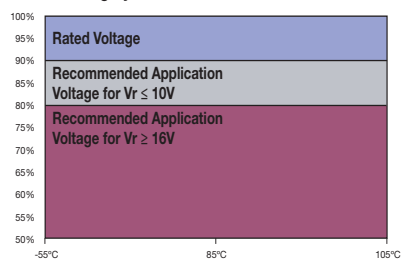 100%
95%
90%
85%
80%
75%
70%
65%
60%
55%
50%
Rated Voltage
Recommended Application
Voltage for Vr ≤ 10V
Recommended Application
Voltage for Vr ≥ 16V
-55ºC
85ºC
105ºC